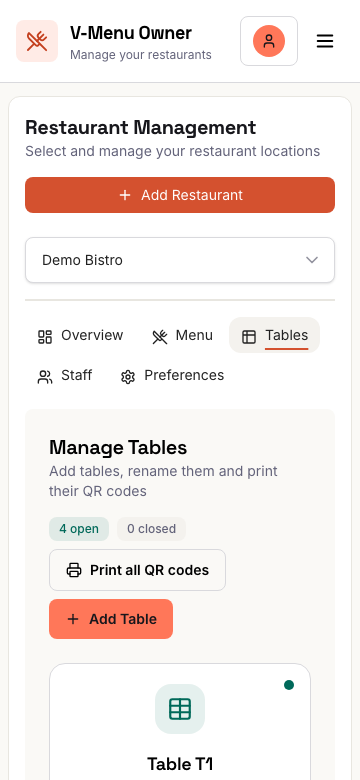 V-Menu Owner
Manage your restaurants
Restaurant Management
Select and manage your restaurant locations
Add Restaurant
Demo Bistro
Overview
Menu
Tables
Staff
Preferences
Manage Tables
Add tables, rename them and print
their QR codes
4 open
0 closed
Print all QR codes
Add Table
Table T1